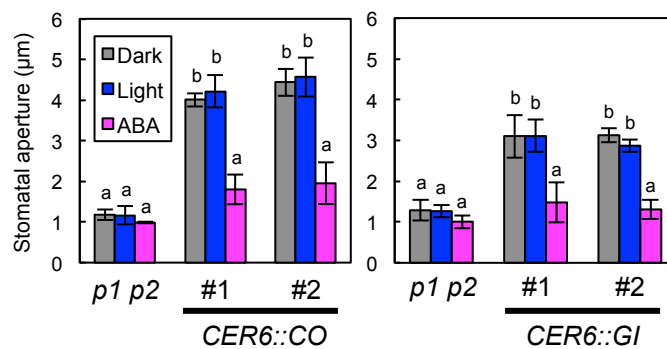 Stomatal aperture (µm)
6
5
4
3
2
1
0
Dark
Light
ABA
a a a
b b a
b b a
p1 p2
#1
#2
CER6::CO
6
5
4
3
2
1
0
a a a
b b a
b b a
p1 p2
#1
#2
CER6::GI